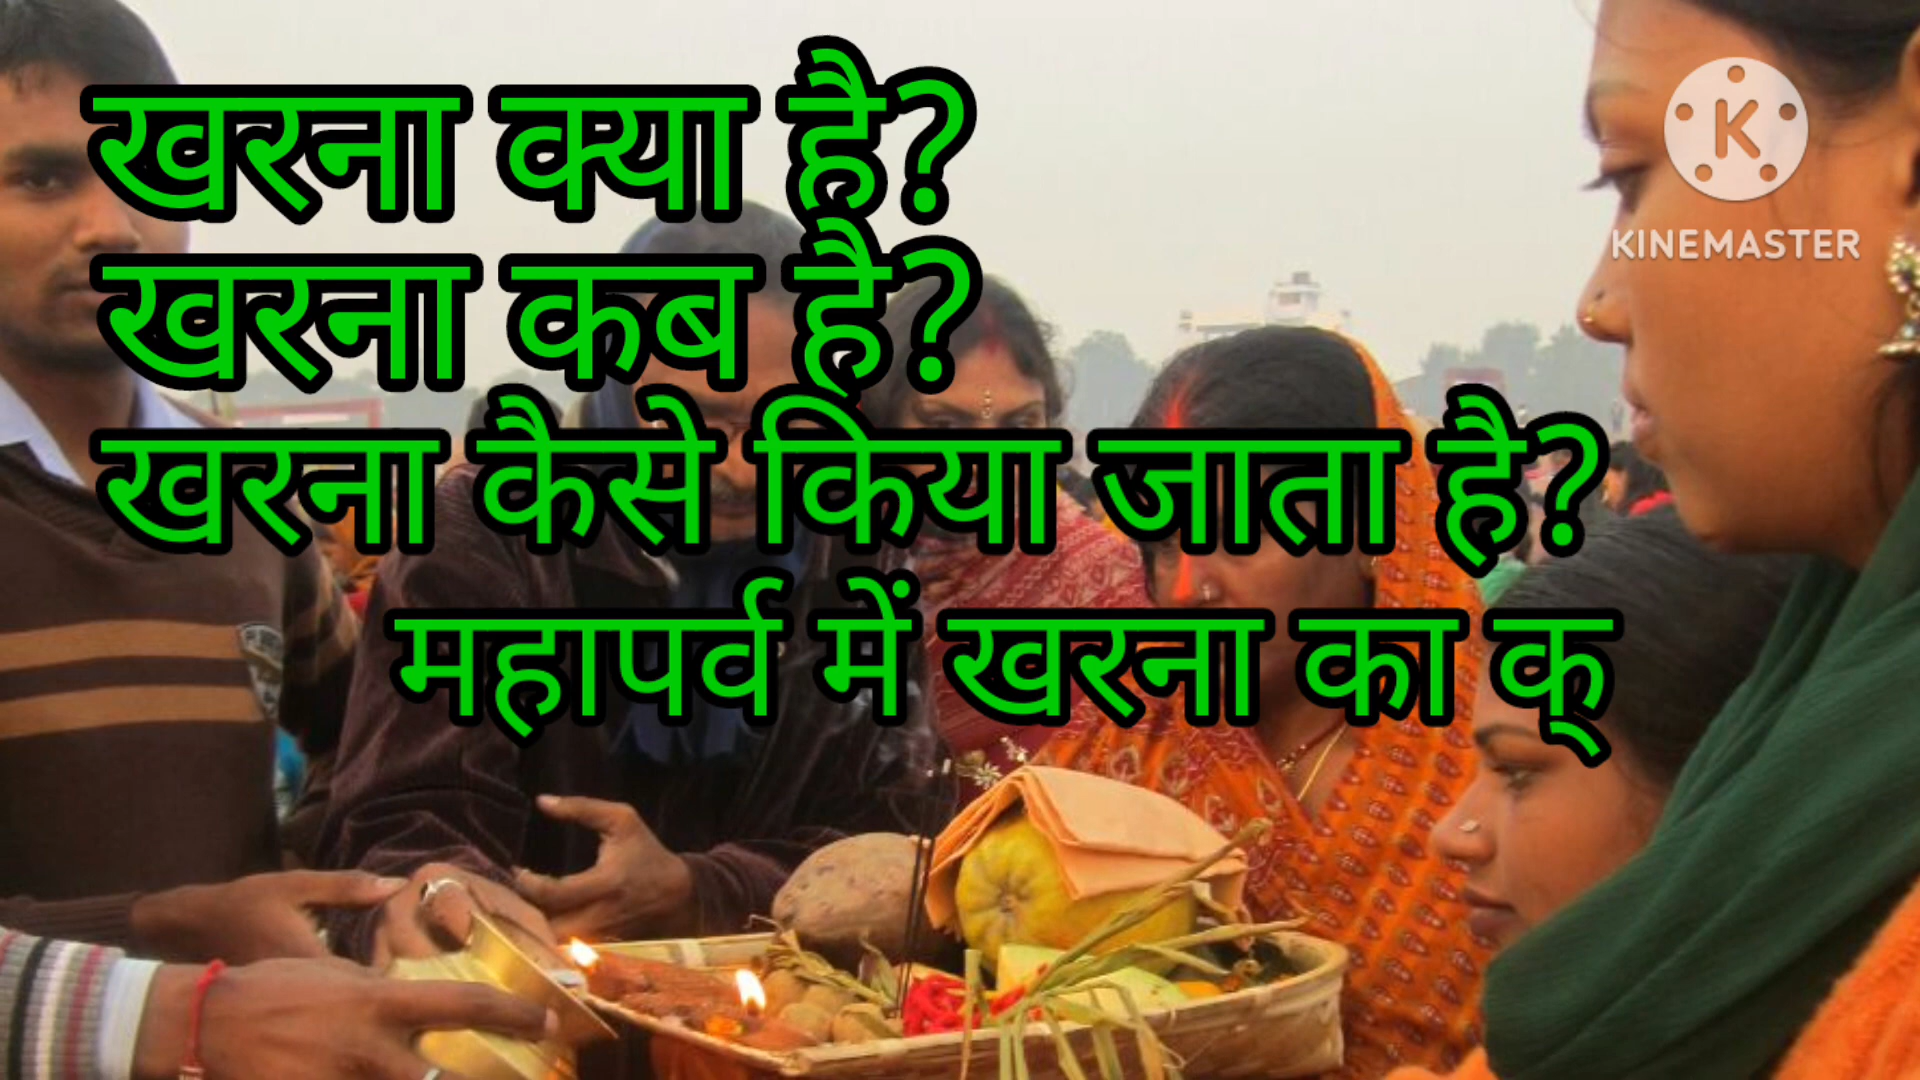 खरना क्या है?
खरना कब है?
खरना कैसे किया जाता है?
महापर्व में खरना का क्
KINEMASTER